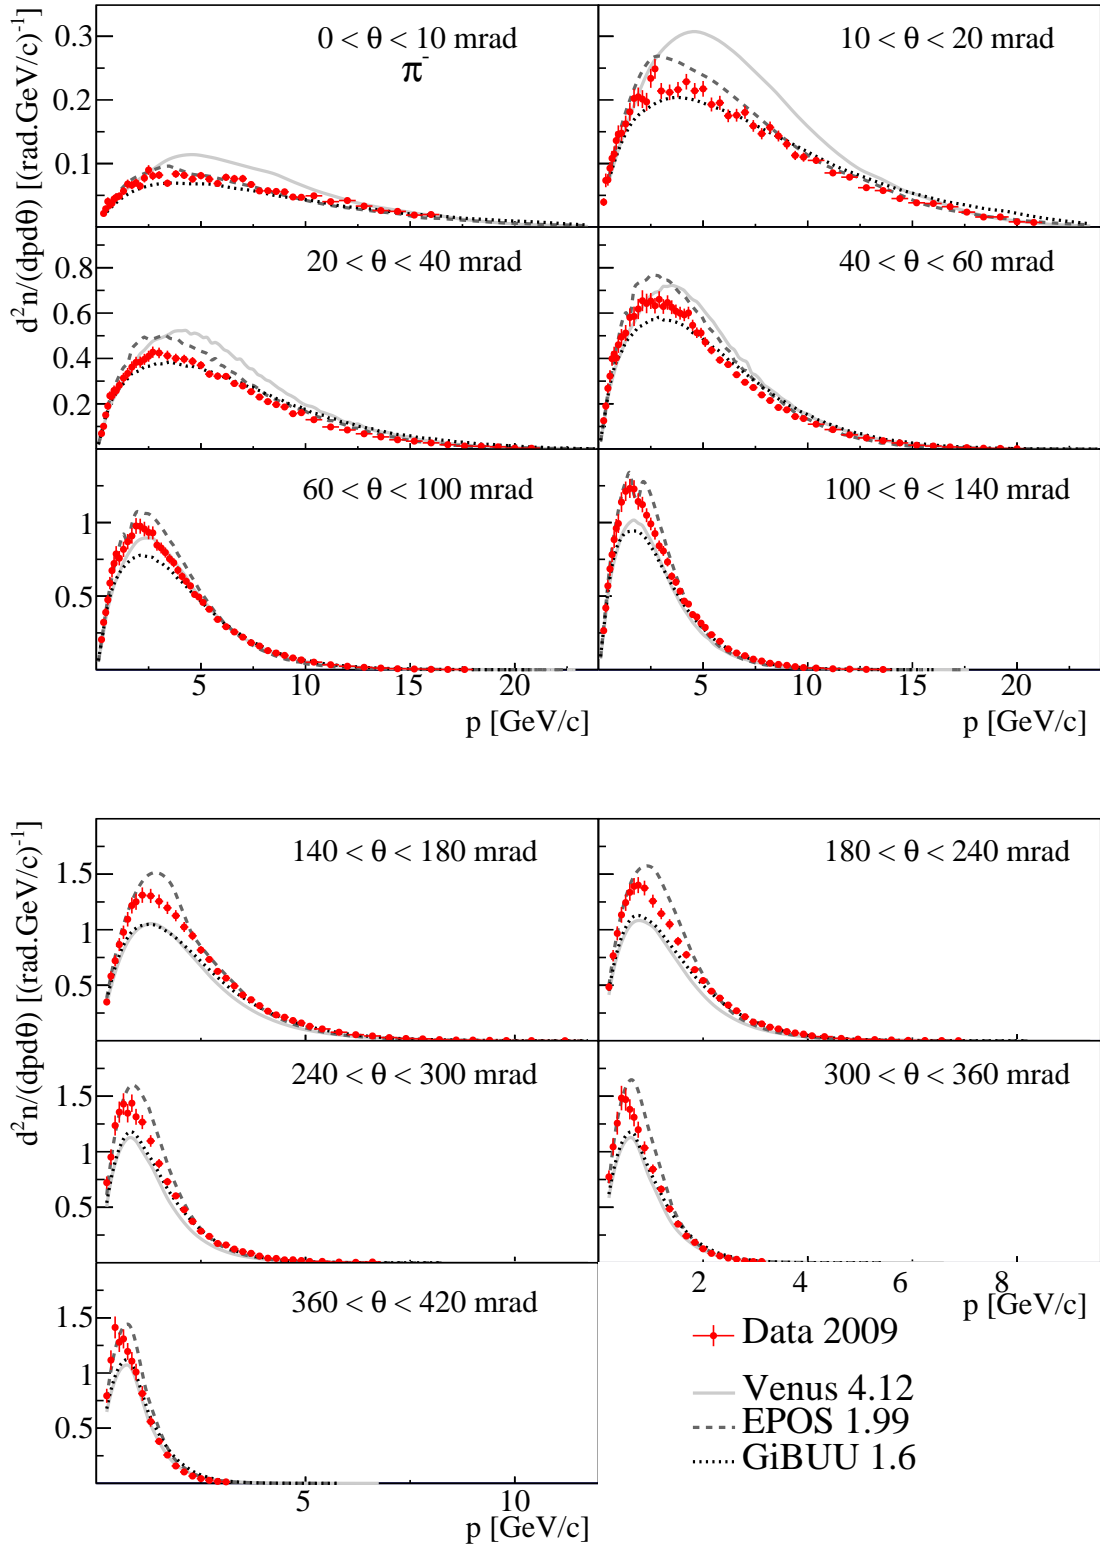 d²n/(dpdθ) [(rad.GeV/c)⁻¹]
0 < θ < 10 mrad
π⁻
0.3
0.2
0.1
10 < θ < 20 mrad
20 < θ < 40 mrad
0.8
0.6
0.4
0.2
40 < θ < 60 mrad
60 < θ < 100 mrad
1
0.5
100 < θ < 140 mrad
5 10 15 20
p [GeV/c]
5 10 15 20
p [GeV/c]
d²n/(dpdθ) [(rad.GeV/c)⁻¹]
140 < θ < 180 mrad
1.5
1
0.5
180 < θ < 240 mrad
240 < θ < 300 mrad
1.5
1
0.5
300 < θ < 360 mrad
2 4 6 8
p [GeV/c]
360 < θ < 420 mrad
1.5
1
0.5
5 10
p [GeV/c]
Data 2009
Venus 4.12
EPOS 1.99
GiBUU 1.6